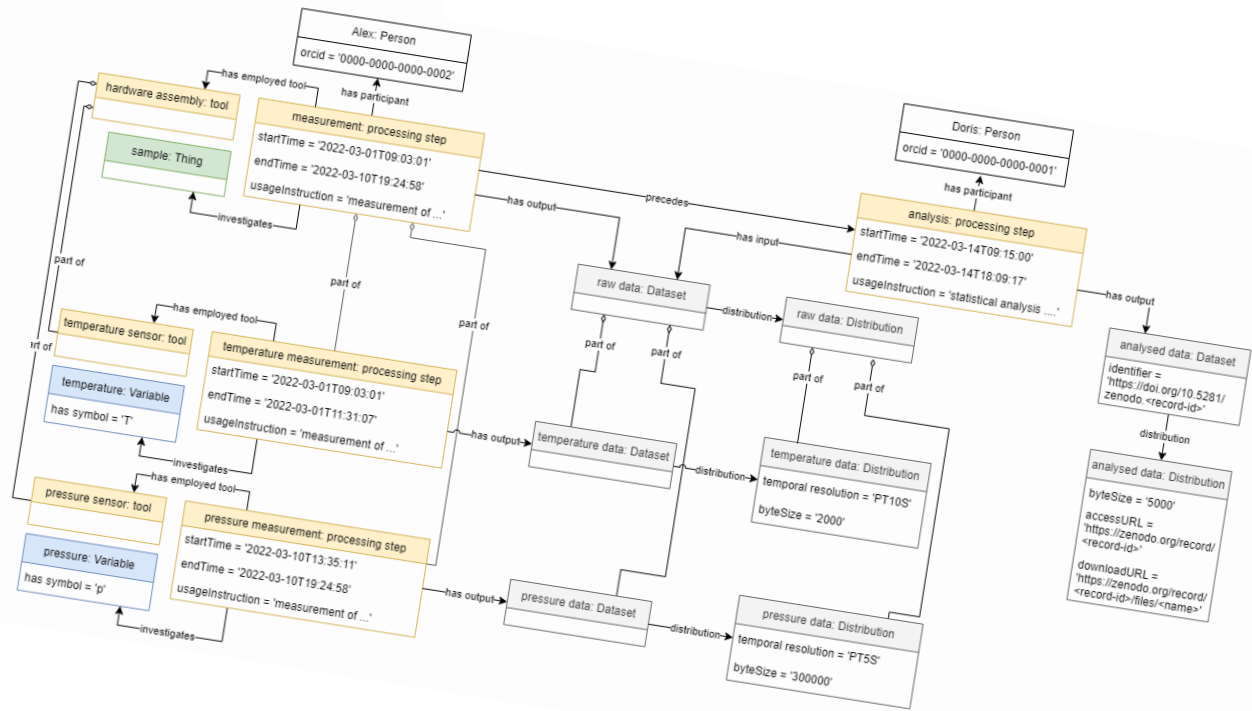 Alex: Person
orcid = '0000-0000-0000-0002'
has employed tool
has participant
hardware assembly: tool
measurement: processing step
startTime = '2022-03-01T09:03:01'
endTime = '2022-03-10T19:24:58'
usageInstruction = 'measurement of ...'
sample: Thing
investigates
Doris: Person
orcid = '0000-0000-0000-0001'
has participant
precedes
analysis: processing step
startTime = '2022-03-14T09:15:00'
endTime = '2022-03-14T18:09:17'
usageInstruction = 'statistical analysis ....'
has output
has input
has output
part of
part of
part of
raw data: Dataset
distribution
raw data: Distribution
part of
part of
part of
part of
analysed data: Dataset
identifier =
'https://doi.org/10.5281/
zenodo.<record-id>'
distribution
analysed data: Distribution
byteSize = '5000'
accessURL =
'https://zenodo.org/record/
<record-id>'
downloadURL =
'https://zenodo.org/record/
<record-id>/files/<name>'
has employed tool
temperature sensor: tool
rt of
temperature measurement: processing step
startTime = '2022-03-01T09:03:01'
endTime = '2022-03-01T11:31:07'
usageInstruction = 'measurement of ...'
temperature: Variable
has symbol = 'T'
investigates
has output
temperature data: Dataset
distribution
temperature data: Distribution
temporal resolution = 'PT10S'
byteSize = '2000'
has employed tool
pressure sensor: tool
pressure measurement: processing step
startTime = '2022-03-10T13:35:11'
endTime = '2022-03-10T19:24:58'
usageInstruction = 'measurement of ...'
pressure: Variable
has symbol = 'p'
investigates
has output
pressure data: Dataset
distribution
pressure data: Distribution
temporal resolution = 'PT5S'
byteSize = '300000'